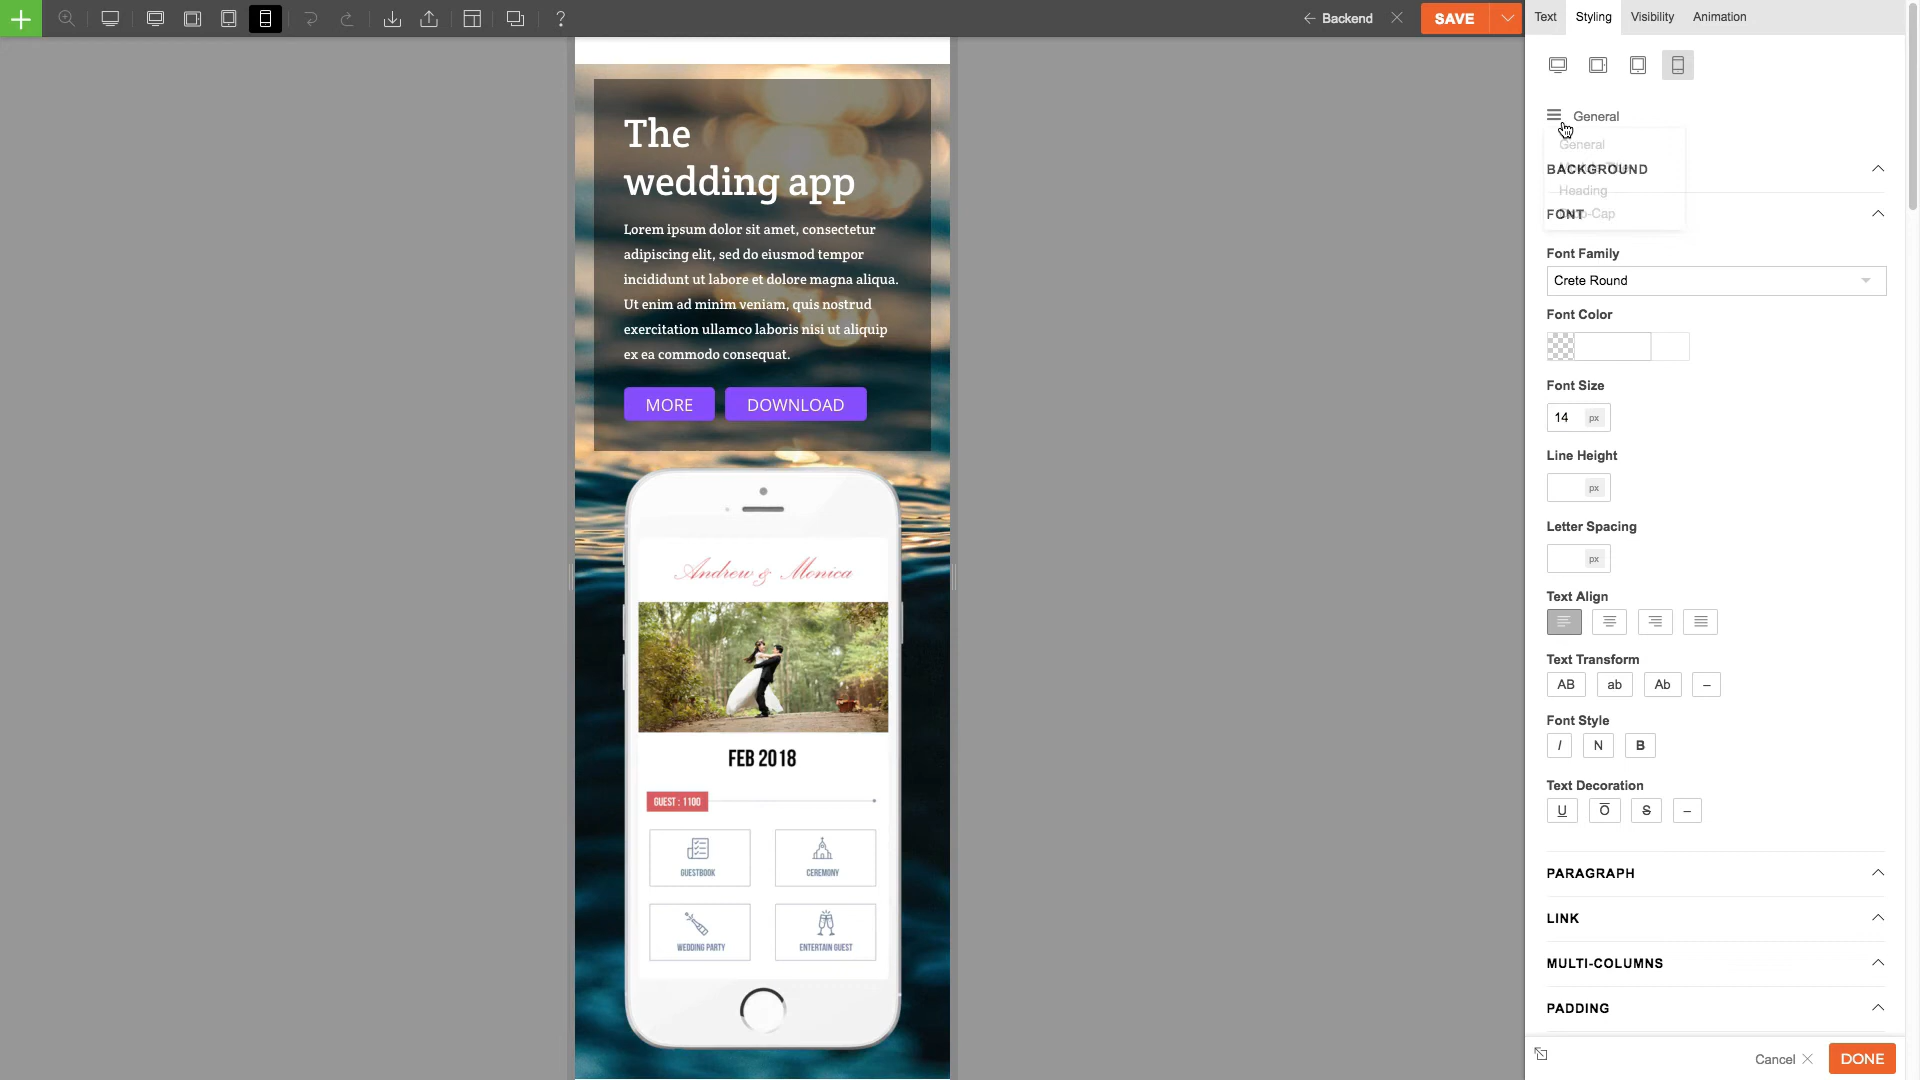 Backend
SAVE
Text Styling Visibility Animation
General
General
BACKGROUND
Heading
FONT
Font Family
Crete Round
Font Color
Font Size
14 px
Line Height
px
Letter Spacing
px
Text Align
Text Transform
AB ab Ab –
Font Style
I N B
Text Decoration
U O S –
PARAGRAPH
LINK
MULTI-COLUMNS
PADDING
Cancel
DONE
The
wedding app
Lorem ipsum dolor sit amet, consectetur
adipiscing elit, sed do eiusmod tempor
incididunt ut labore et dolore magna aliqua.
Ut enim ad minim veniam, quis nostrud
exercitation ullamco laboris nisi ut aliquip
ex ea commodo consequat.
MORE DOWNLOAD
Andrew & Monica
FEB 2018
GUEST : 1100
GUESTBOOK CEREMONY
WEDDING PARTY ENTERTAIN GUEST